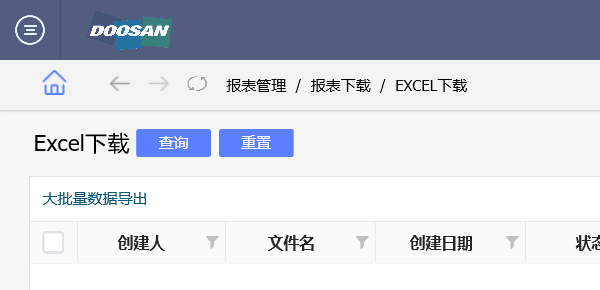 DOOSAN
报表管理 / 报表下载 / EXCEL下载
Excel下载 查询 重置
大批量数据导出
创建人 文件名 创建日期 状态